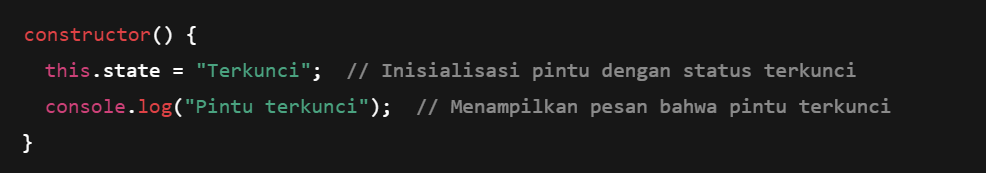 constructor() {
  this.state = "Terkunci";  // Inisialisasi pintu dengan status terkunci
  console.log("Pintu terkunci");  // Menampilkan pesan bahwa pintu terkunci
}